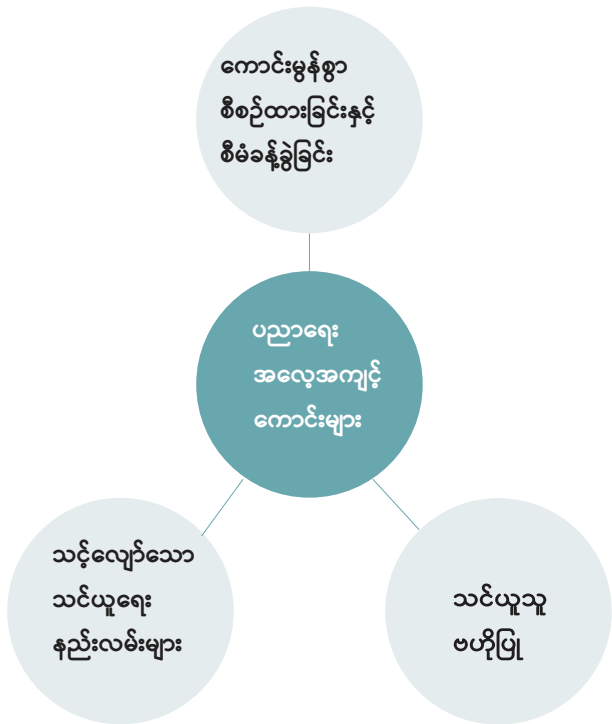 ကောင်းမွန်စွာ
စီစဉ်ထားခြင်းနှင့်
စီမံခန့်ခွဲခြင်း
ပညာရေး
အလေ့အကျင့်
ကောင်းများ
သင့်လျော်သော
သင်ယူရေး
နည်းလမ်းများ
သင်ယူသူ
ဗဟိုပြု